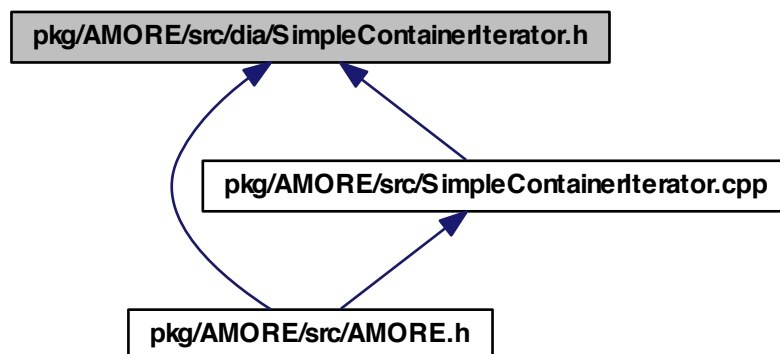 pkg/AMORE/src/dia/SimpleContainerIterator.h
pkg/AMORE/src/SimpleContainerIterator.cpp
pkg/AMORE/src/AMORE.h